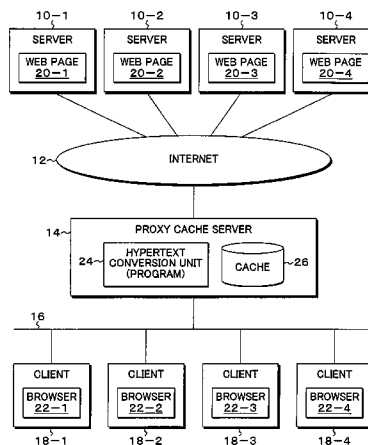 10-1 10-2 10-3 10-4
SERVER SERVER SERVER SERVER
WEB PAGE WEB PAGE WEB PAGE WEB PAGE
20-1 20-2 20-3 20-4
12
INTERNET
14
PROXY CACHE SERVER
24
HYPERTEXT
CONVERSION UNIT
(PROGRAM)
CACHE
26
16
CLIENT CLIENT CLIENT CLIENT
BROWSER BROWSER BROWSER BROWSER
22-1 22-2 22-3 22-4
18-1 18-2 18-3 18-4